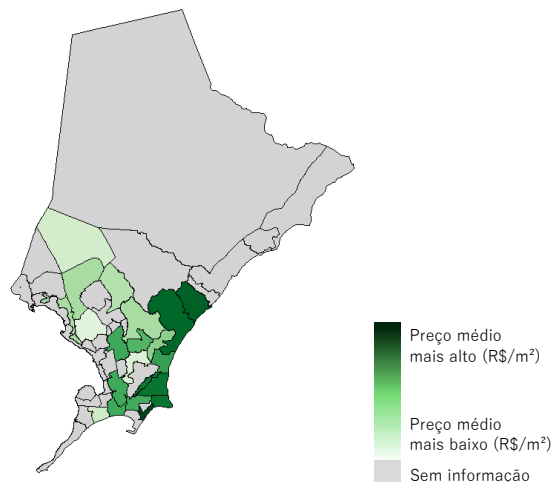 Preço médio
mais alto (R$/m²)
Preço médio
mais baixo (R$/m²)
Sem informação